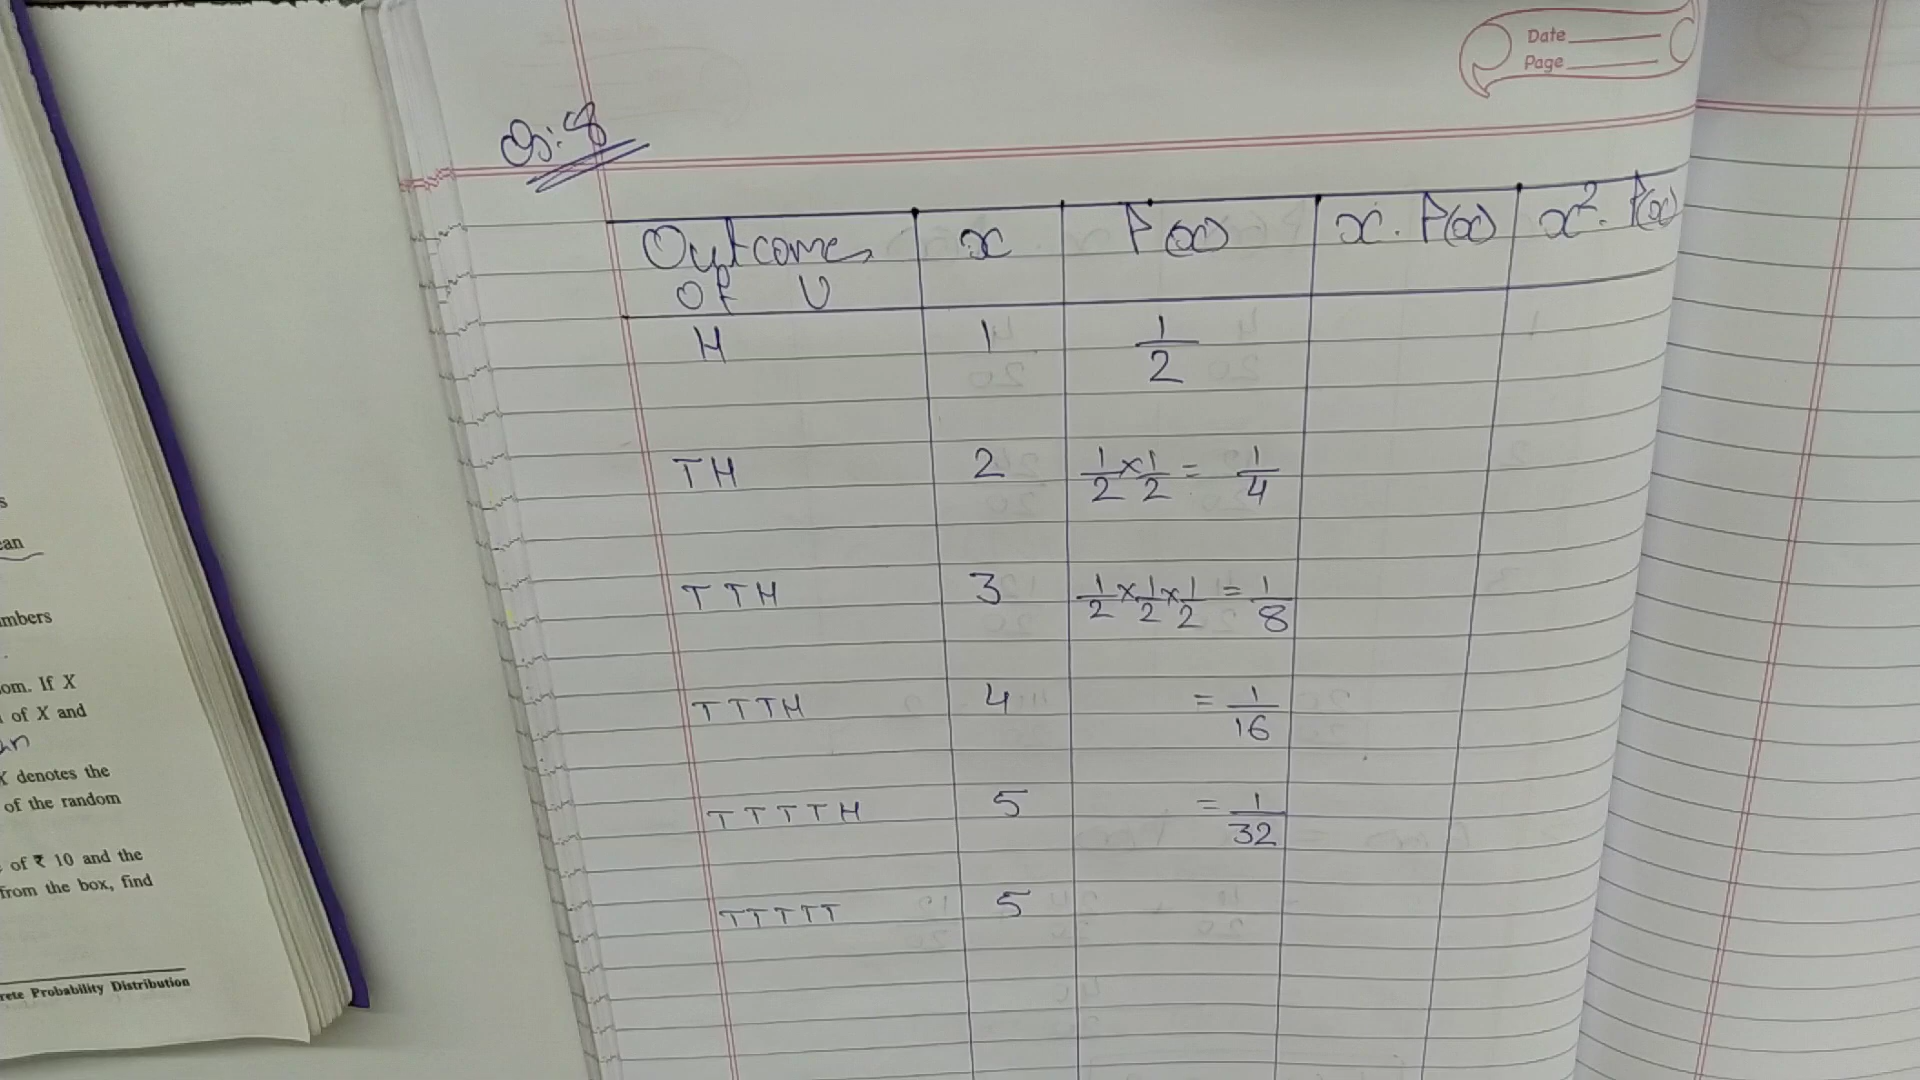 Date
Page
Qs: 8
Outcomes of U | x | P(x) | x. P(x) | x². P(x)
H | 1 | 1/2
TH | 2 | 1/2 × 1/2 = 1/4
TTH | 3 | 1/2 × 1/2 × 1/2 = 1/8
TTTH | 4 | = 1/16
TTTTH | 5 | = 1/32
TTTTT | 5
mbers
om. If X
of X and
X denotes the
of the random
of ₹ 10 and the
from the box, find
rete Probability Distribution